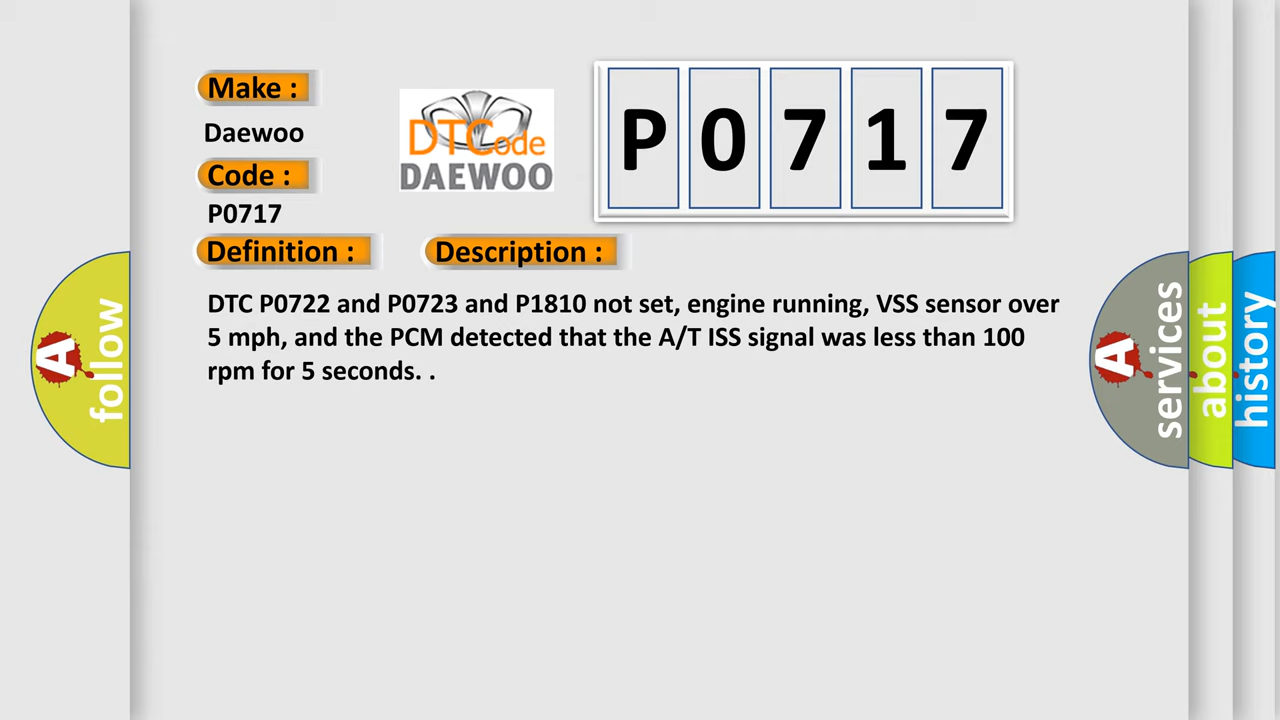 Make :
Daewoo
Code :
P0717
DTCode
DAEWOO
P0717
Definition :
Description :
DTC P0722 and P0723 and P1810 not set, engine running, VSS sensor over
5 mph, and the PCM detected that the A/T ISS signal was less than 100
rpm for 5 seconds. .
A
follow
A
services
about
history